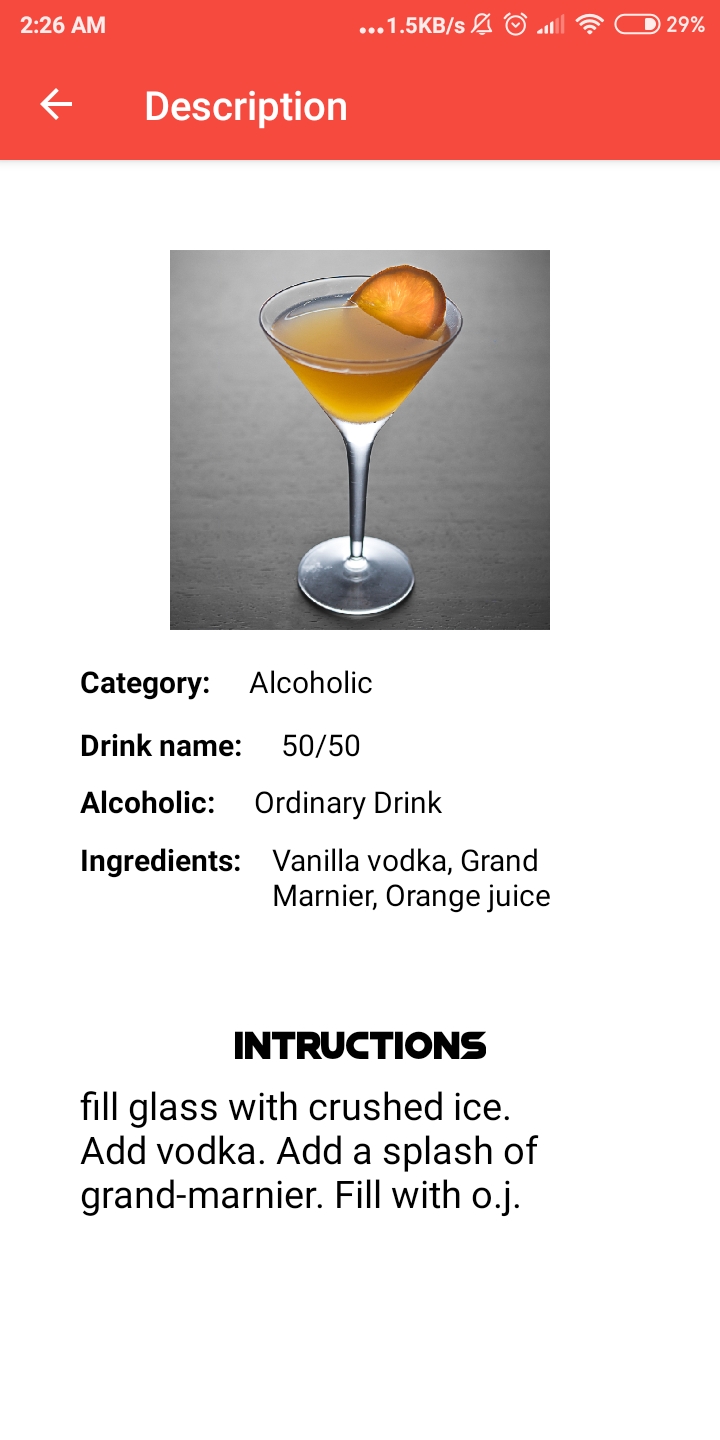 2:26 AM ...1.5KB/s 29%
Description
Category: Alcoholic
Drink name: 50/50
Alcoholic: Ordinary Drink
Ingredients: Vanilla vodka, Grand
Marnier, Orange juice
INTRUCTIONS
fill glass with crushed ice.
Add vodka. Add a splash of
grand-marnier. Fill with o.j.